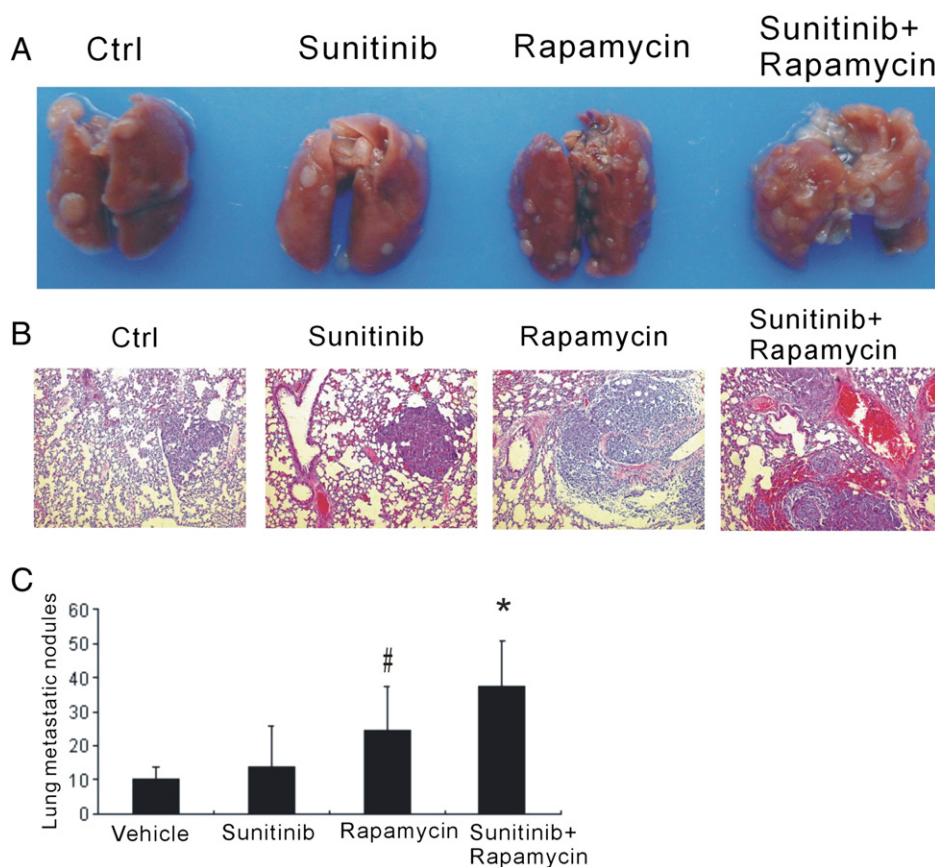 A
Ctrl
Sunitinib
Rapamycin
Sunitinib+
Rapamycin
B
Ctrl
Sunitinib
Rapamycin
Sunitinib+
Rapamycin
C
Lung metastatic nodules
60
50
40
30
20
10
0
#
*
Vehicle
Sunitinib
Rapamycin
Sunitinib+
Rapamycin